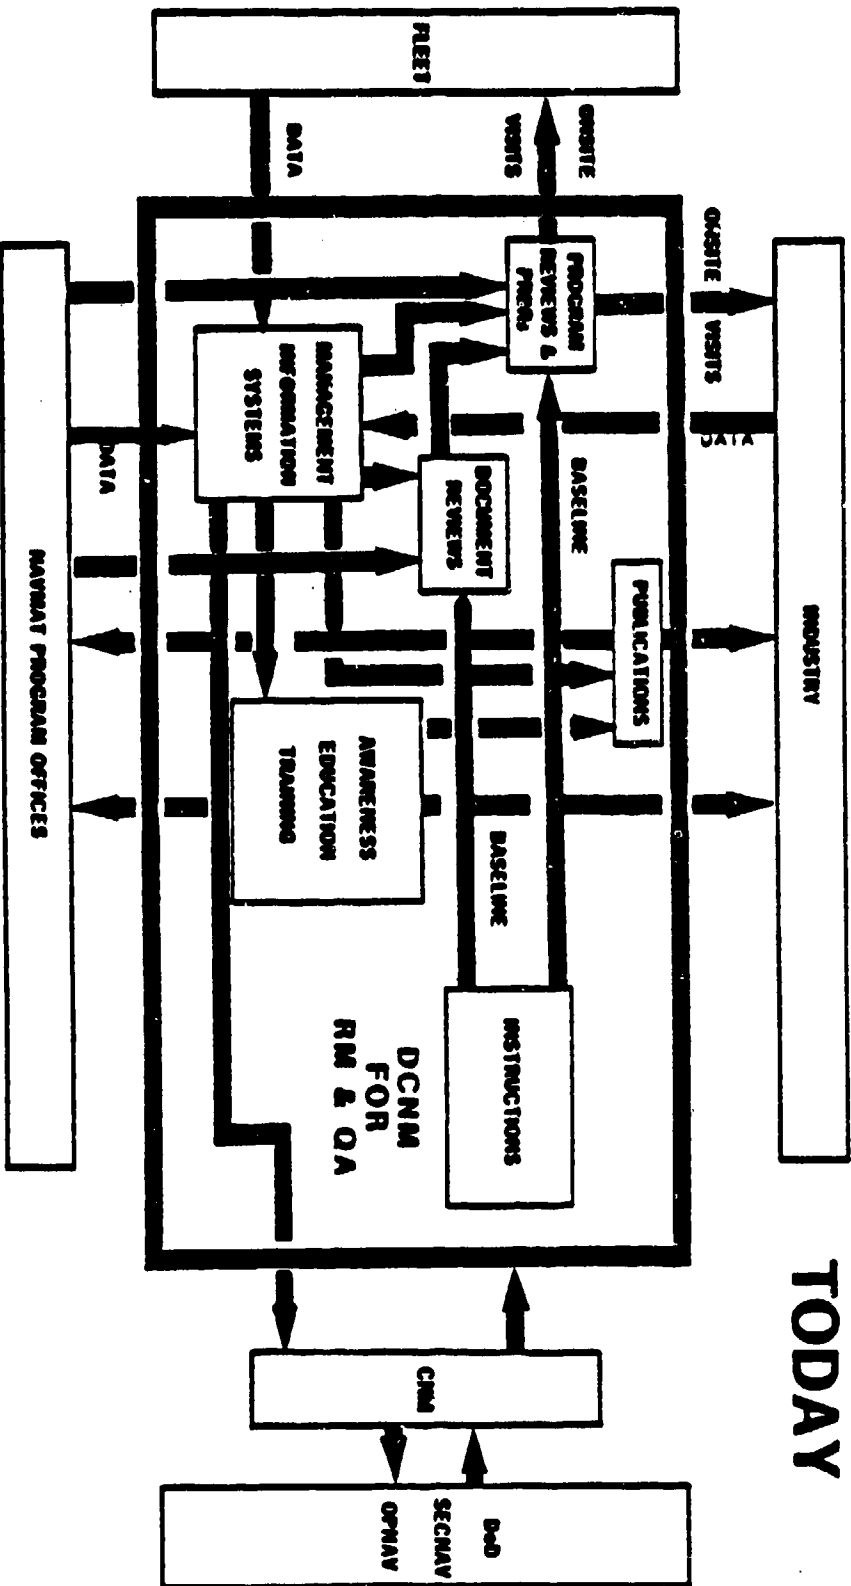 TODAY
INDUSTRY
ONSITE VISITS
DATA
FLEET
ONSITE
VISITS
DATA
PROGRAM
REVIEWS &
PMQRs
BASELINE
PUBLICATIONS
DOCUMENT
REVIEWS
MANAGEMENT
INFORMATION
SYSTEMS
AWARENESS
EDUCATION
TRAINING
BASELINE
INSTRUCTIONS
DCNM
FOR
RM & QA
CNM
DoD
SECNAV
OPNAV
DATA
NAVMAT PROGRAM OFFICES